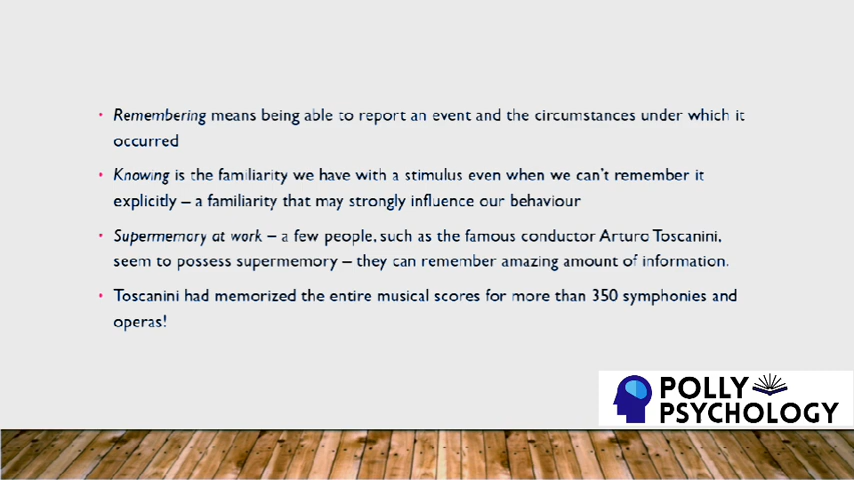 • Remembering means being able to report an event and the circumstances under which it
occurred
• Knowing is the familiarity we have with a stimulus even when we can't remember it
explicitly – a familiarity that may strongly influence our behaviour
• Supermemory at work – a few people, such as the famous conductor Arturo Toscanini,
seem to possess supermemory – they can remember amazing amount of information.
• Toscanini had memorized the entire musical scores for more than 350 symphonies and
operas!
POLLY
PSYCHOLOGY